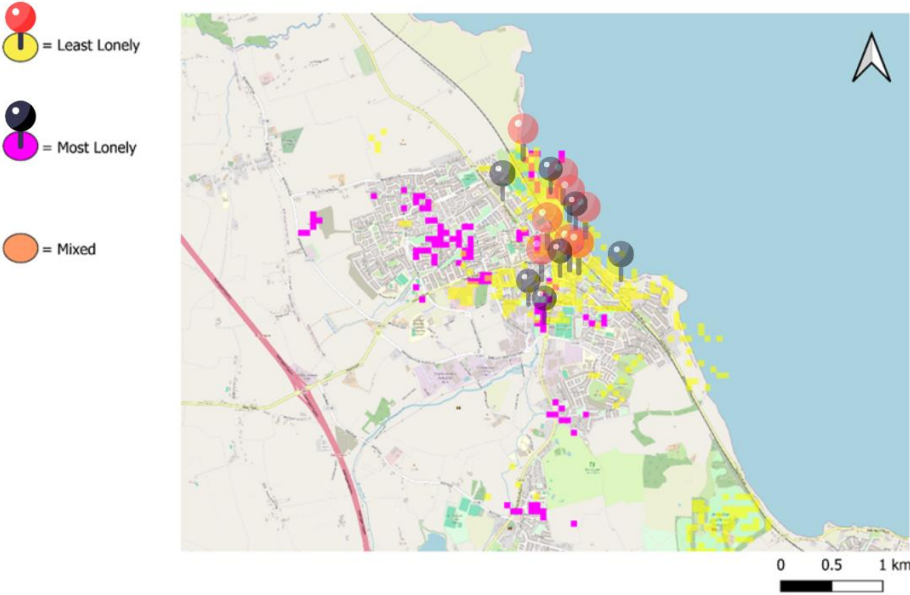 = Least Lonely
= Most Lonely
= Mixed
0 0.5 1 km